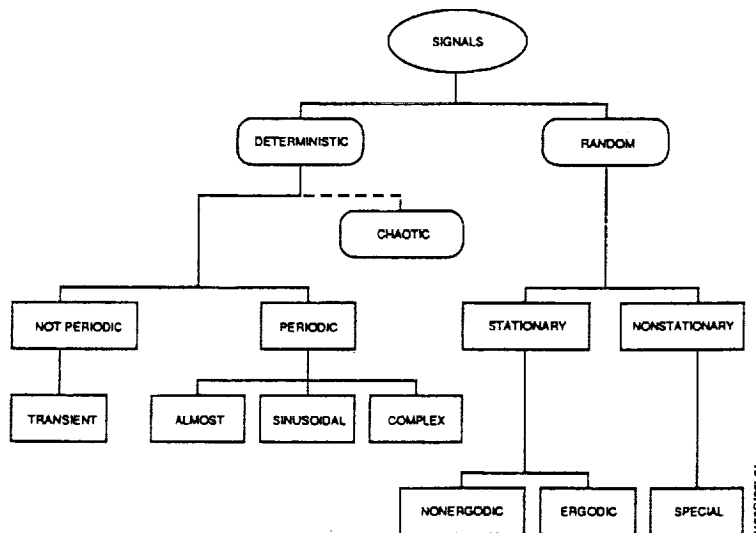 SIGNALS
DETERMINISTIC
RANDOM
CHAOTIC
NOT PERIODIC
PERIODIC
STATIONARY
NONSTATIONARY
TRANSIENT
ALMOST
SINUSOIDAL
COMPLEX
NONERGODIC
ERGODIC
SPECIAL